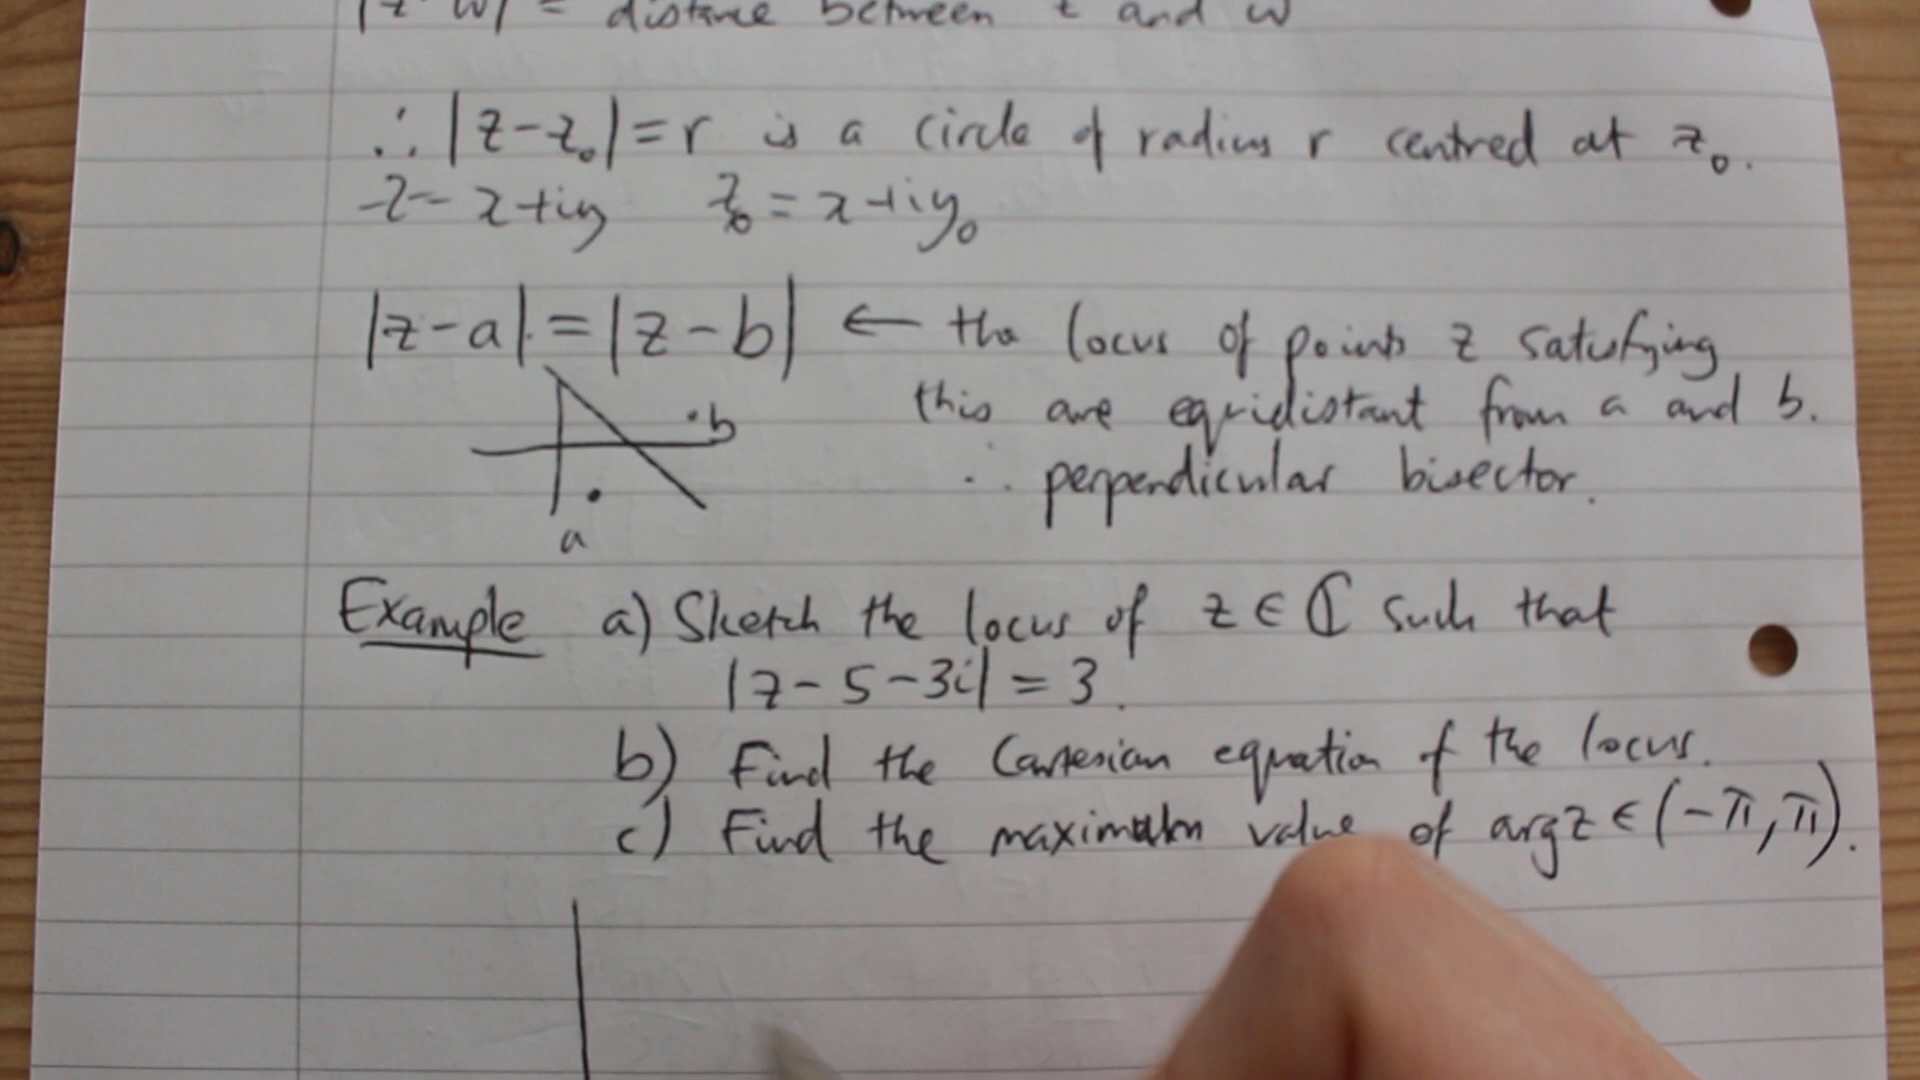 |z-w| = distance between z and w
∴ |z-z₀| = r is a circle of radius r centred at z₀.
z = x+iy z₀ = x+iy₀
|z-a| = |z-b| ← the locus of points z satisfying
this are equidistant from a and b.
∴ perpendicular bisector.
b
a
Example a) Sketch the locus of z ∈ ℂ such that
|z-5-3i| = 3.
b) Find the Cartesian equation of the locus.
c) Find the maximum value of arg z ∈ (-π, π).